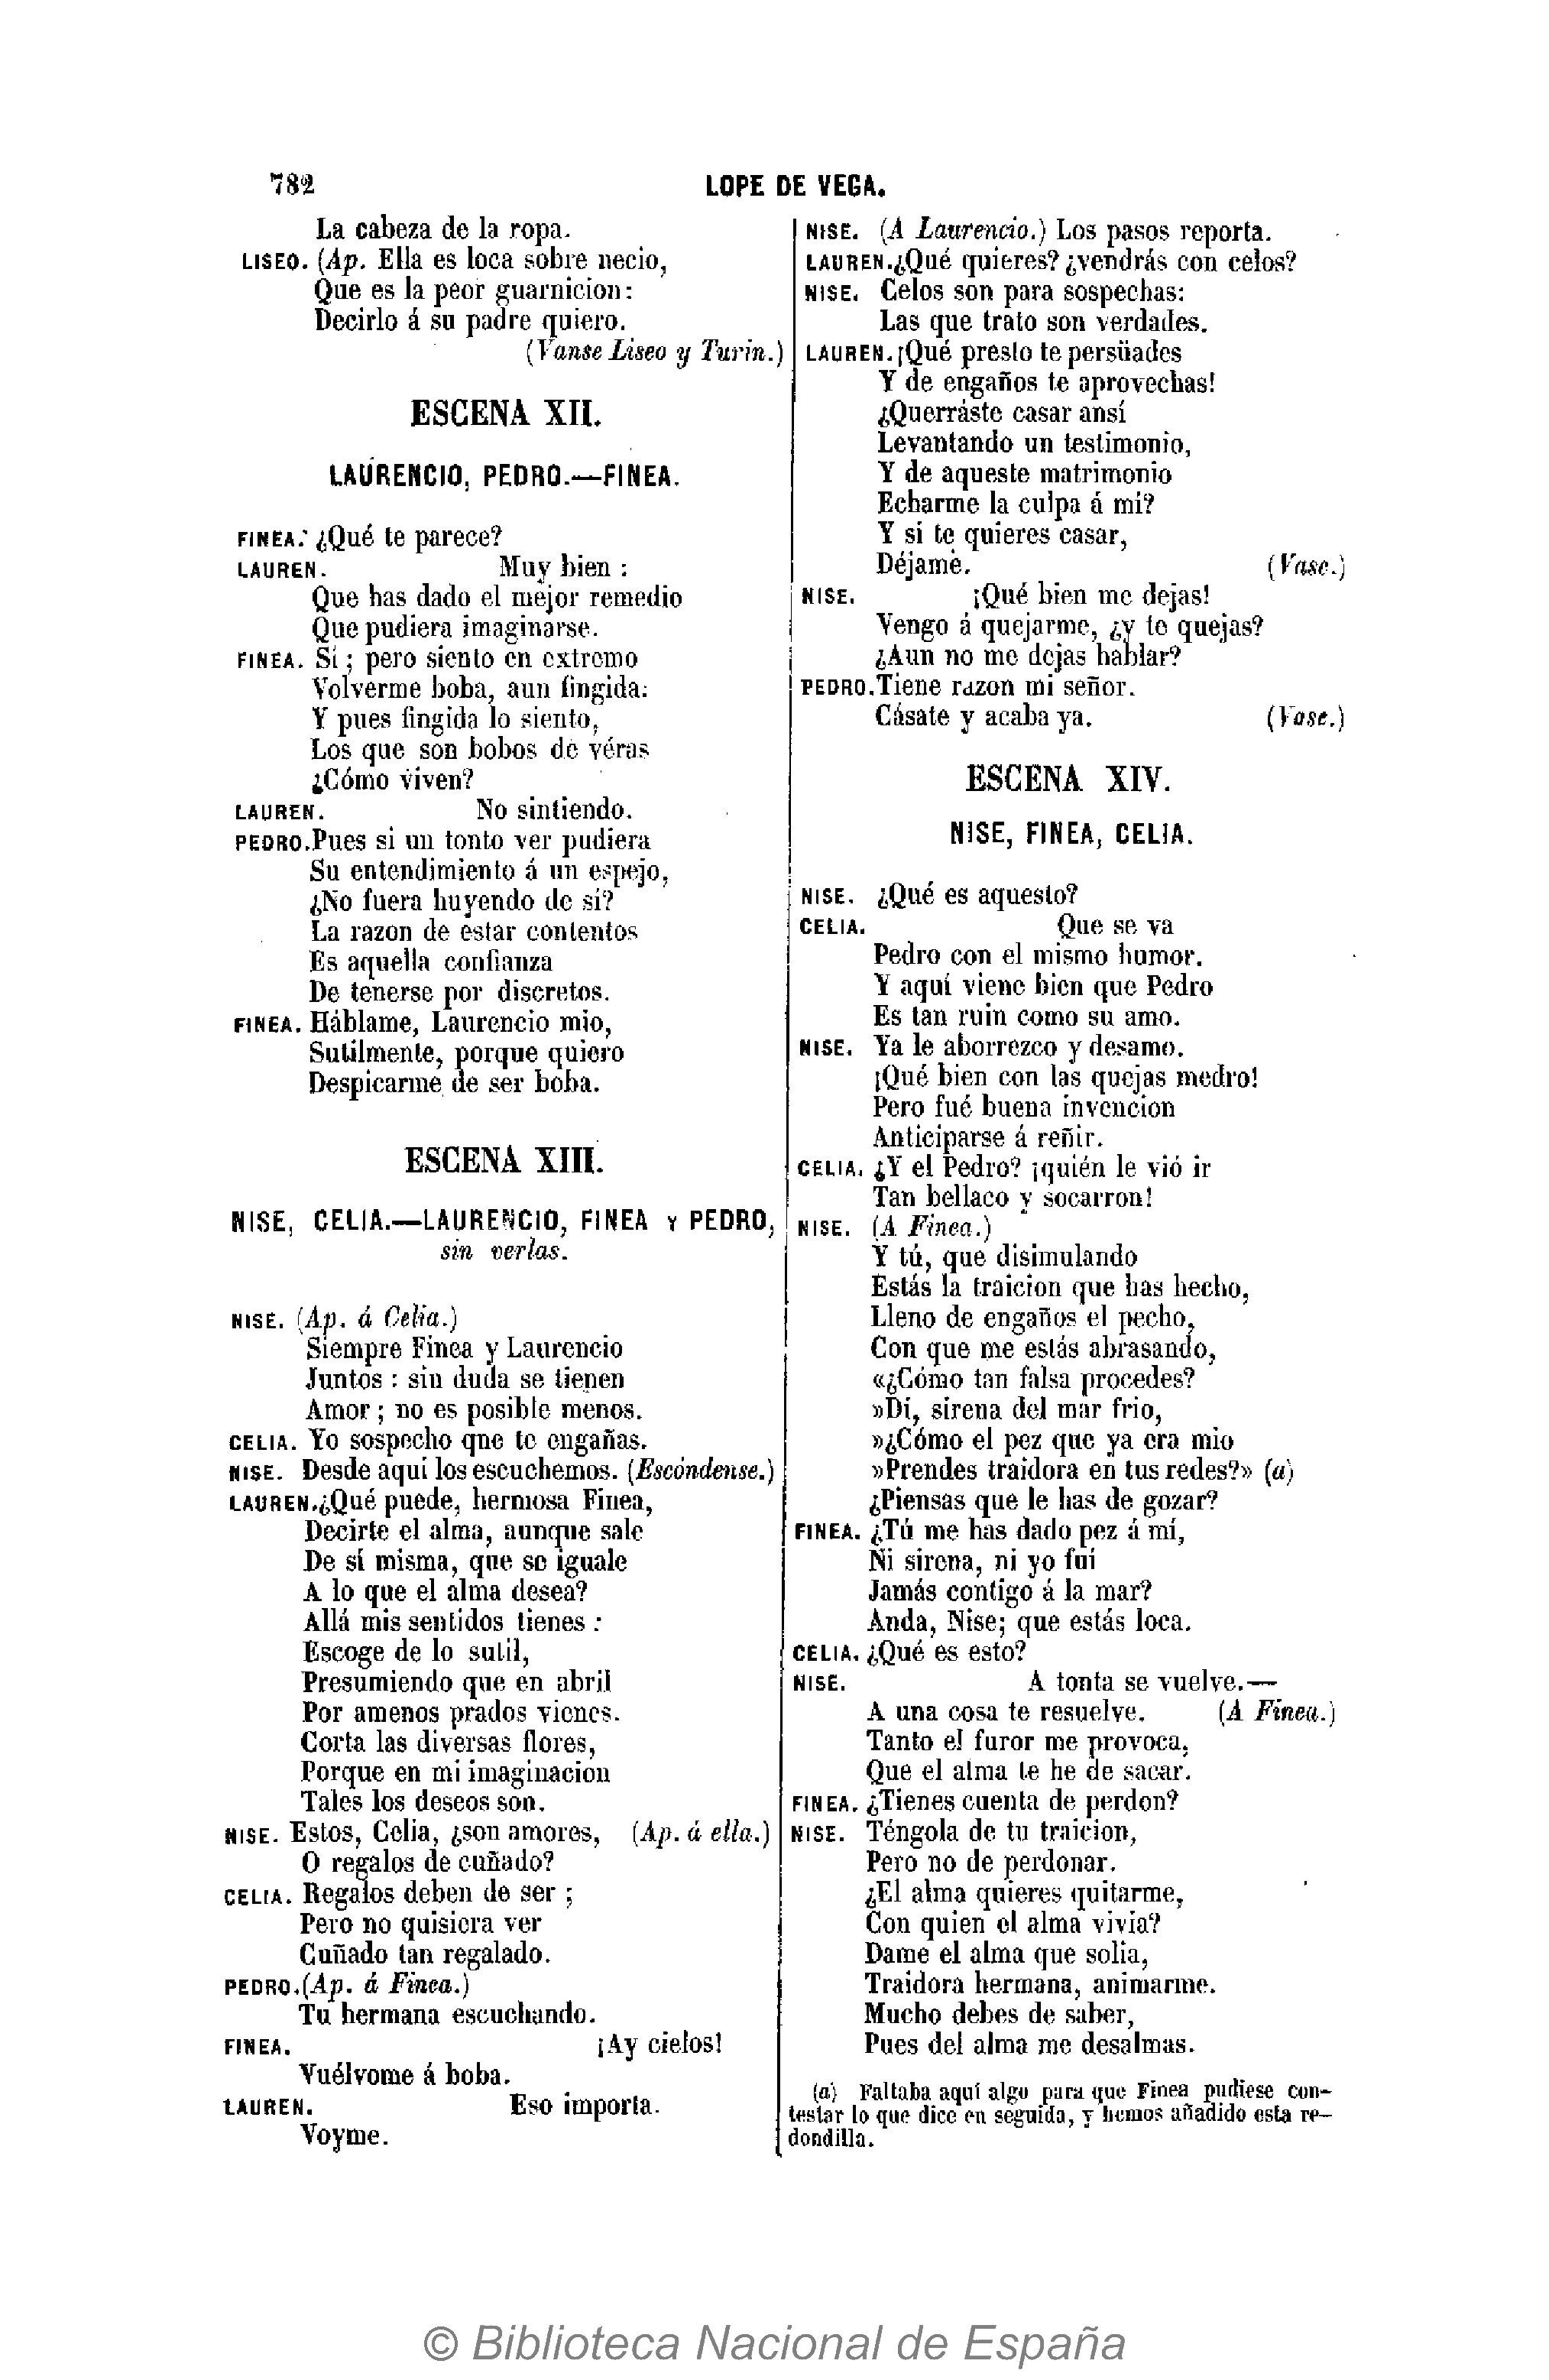 782
LOPE DE VEGA.
La cabeza de la ropa.
LISEO. (Ap. Ella es loca sobre necio,
Que es la peor guarnicion:
Decirlo á su padre quiero.
(Vanse Liseo y Turin.)
ESCENA XII.
LAURENCIO, PEDRO.—FINEA.
FINEA. ¿Qué te parece?
LAUREN. Muy bien :
Que has dado el mejor remedio
Que pudiera imaginarse.
FINEA. Sí ; pero siento en extremo
Volverme boba, aun fingida:
Y pues fingida lo siento,
Los que son bobos de véras
¿Cómo viven?
LAUREN. No sintiendo.
PEDRO. Pues si un tonto ver pudiera
Su entendimiento á un espejo,
¿No fuera huyendo de sí?
La razon de estar contentos
Es aquella confianza
De tenerse por discretos.
FINEA. Háblame, Laurencio mio,
Sutilmente, porque quiero
Despicarme de ser boba.
ESCENA XIII.
NISE, CELIA.—LAURENCIO, FINEA Y PEDRO,
sin verlas.
NISE. (Ap. á Celia.)
Siempre Finea y Laurencio
Juntos : sin duda se tienen
Amor ; no es posible menos.
CELIA. Yo sospecho que te engañas.
NISE. Desde aquí los escuchemos. (Escóndense.)
LAUREN. ¿Qué puede, hermosa Finea,
Decirte el alma, aunque sale
De sí misma, que se iguale
A lo que el alma desea?
Allá mis sentidos tienes :
Escoge de lo sutil,
Presumiendo que en abril
Por amenos prados vienes.
Corta las diversas flores,
Porque en mi imaginacion
Tales los deseos son.
NISE. Estos, Celia, ¿son amores, (Ap. á ella.)
O regalos de cuñado?
CELIA. Regalos deben de ser ;
Pero no quisiera ver
Cuñado tan regalado.
PEDRO. (Ap. á Finea.)
Tu hermana escuchando.
FINEA. ¡Ay cielos!
Vuélvome á boba.
LAUREN. Eso importa.
Voyme.
NISE. (A Laurencio.) Los pasos reporta.
LAUREN. ¿Qué quieres? ¿vendrás con celos?
NISE. Celos son para sospechas:
Las que trato son verdades.
LAUREN. ¡Qué presto te persüades
Y de engaños te aprovechas!
¿Querráste casar ansí
Levantando un testimonio,
Y de aqueste matrimonio
Echarme la culpa á mí?
Y si te quieres casar,
Déjame. (Vase.)
NISE. ¡Qué bien me dejas!
Vengo á quejarme, ¿y te quejas?
¿Aun no me dejas hablar?
PEDRO. Tiene razon mi señor.
Cásate y acaba ya. (Vase.)
ESCENA XIV.
NISE, FINEA, CELIA.
NISE. ¿Qué es aquesto?
CELIA. Que se va
Pedro con el mismo humor.
Y aquí viene bien que Pedro
Es tan ruin como su amo.
NISE. Ya le aborrezco y desamo.
¡Qué bien con las quejas medro!
Pero fué buena invencion
Anticiparse á reñir.
CELIA. ¿Y el Pedro? ¡quién le vió ir
Tan bellaco y socarron!
NISE. (A Finea.)
Y tú, que disimulando
Estás la traicion que has hecho,
Lleno de engaños el pecho,
Con que me estás abrasando,
«¿Cómo tan falsa procedes?
»Di, sirena del mar frio,
»¿Cómo el pez que ya era mio
»Prendes traidora en tus redes?» (a)
¿Piensas que le has de gozar?
FINEA. ¿Tú me has dado pez á mí,
Ni sirena, ni yo fuí
Jamás contigo á la mar?
Anda, Nise; que estás loca.
CELIA. ¿Qué es esto?
NISE. A tonta se vuelve.—
A una cosa te resuelve. (A Finea.)
Tanto el furor me provoca,
Que el alma te he de sacar.
FINEA. ¿Tienes cuenta de perdon?
NISE. Téngola de tu traicion,
Pero no de perdonar.
¿El alma quieres quitarme,
Con quien el alma vivia?
Dame el alma que solia,
Traidora hermana, animarme.
Mucho debes de saber,
Pues del alma me desalmas.
(a) Faltaba aquí algo para que Finea pudiese con-
testar lo que dice en seguida, y hemos añadido esta re-
dondilla.
© Biblioteca Nacional de España